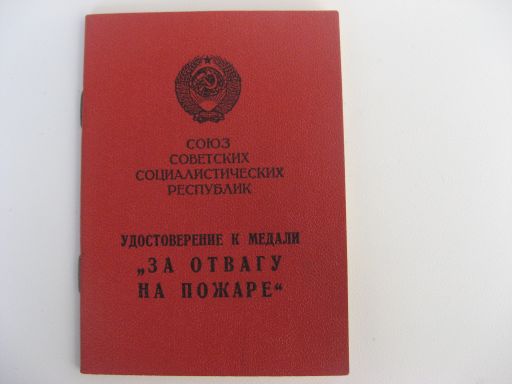 СОЮЗ
СОВЕТСКИХ
СОЦИАЛИСТИЧЕСКИХ
РЕСПУБЛИК
УДОСТОВЕРЕНИЕ К МЕДАЛИ
„ЗА ОТВАГУ
НА ПОЖАРЕ“